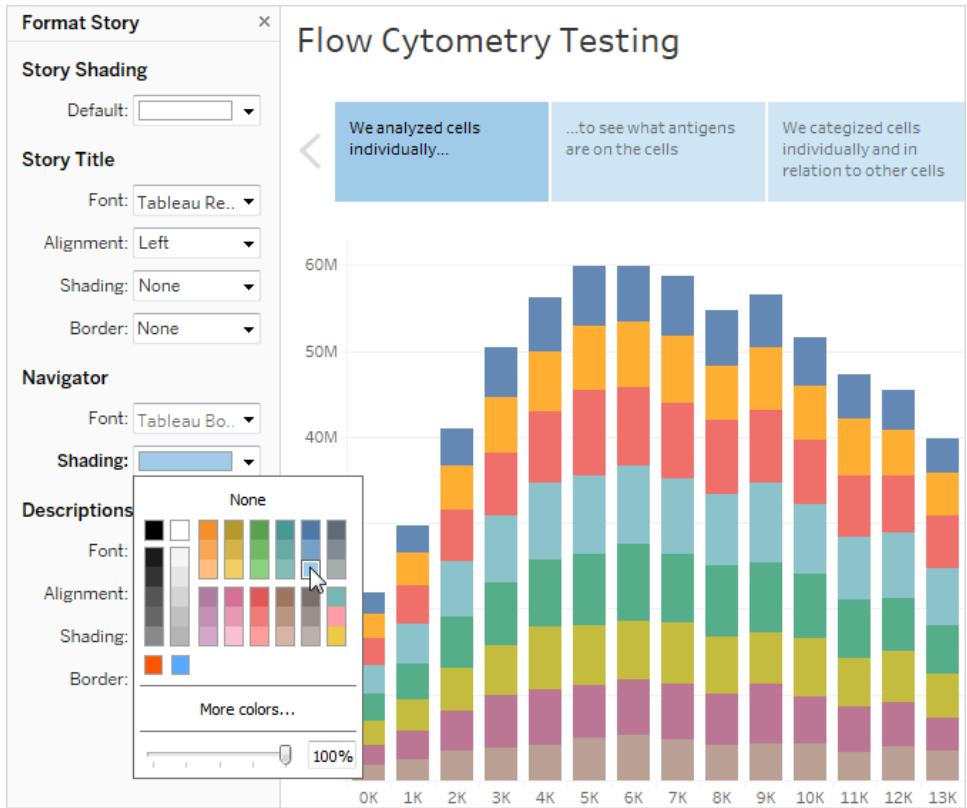 Format Story
×
Story Shading
Default:
Story Title
Font: Tableau Re..
Alignment: Left
Shading: None
Border: None
Navigator
Font: Tableau Bo..
Shading:
None
Descriptions
Font:
Alignment:
Shading:
Border:
More colors...
100%
Flow Cytometry Testing
We analyzed cells
individually...
...to see what antigens
are on the cells
We categized cells
individually and in
relation to other cells
60M
50M
40M
0K 1K 2K 3K 4K 5K 6K 7K 8K 9K 10K 11K 12K 13K